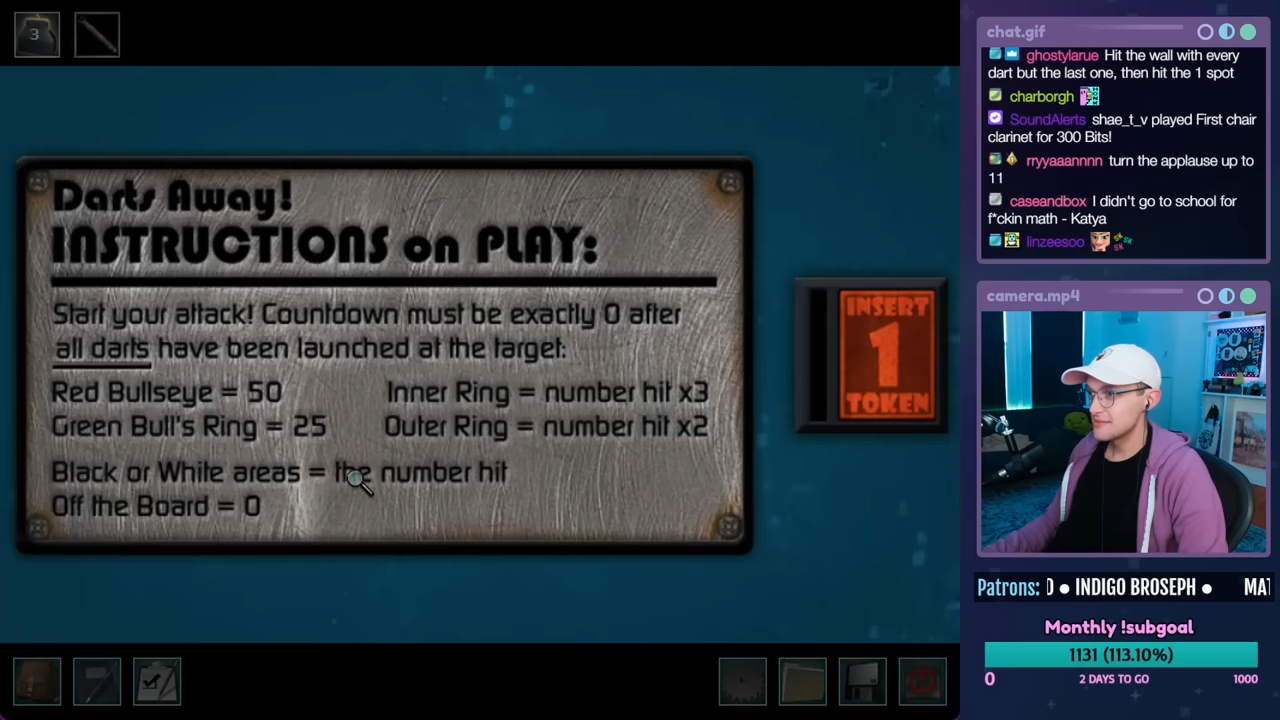 3
Darts Away!
INSTRUCTIONS on PLAY:
Start your attack! Countdown must be exactly 0 after
all darts have been launched at the target:
Red Bullseye = 50
Inner Ring = number hit x3
Green Bull's Ring = 25
Outer Ring = number hit x2
Black or White areas = the number hit
Off the Board = 0
INSERT
1
TOKEN
chat.gif
ghostylarue Hit the wall with every
dart but the last one, then hit the 1 spot
charborgh
SoundAlerts shae_t_v played First chair
clarinet for 300 Bits!
rryyaaannnn turn the applause up to
11
caseandbox I didn't go to school for
f*ckin math - Katya
linzeesoo
camera.mp4
Patrons: D ● INDIGO BROSEPH ● MAT
Monthly !subgoal
1131 (113.10%)
0
2 DAYS TO GO
1000